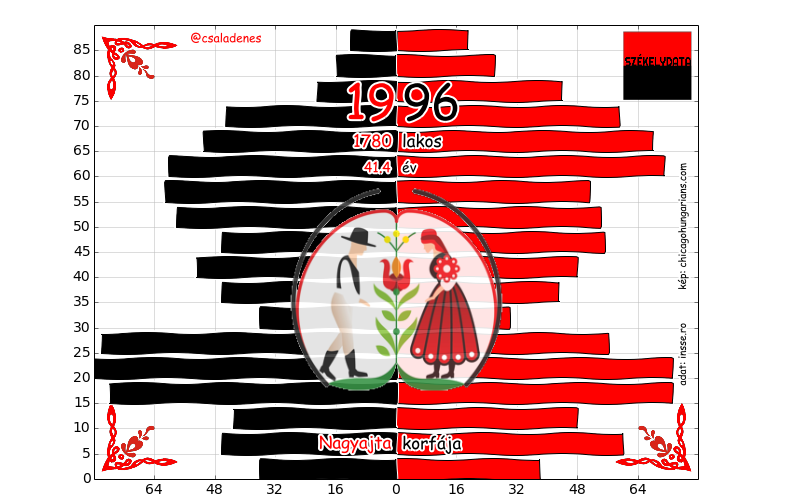 @csaladenes
SZÉKELYDATA
1996
1780 lakos
41,4 év
kép: chicagohungarians.com
adat: insse.ro
Nagyajta korfája
85
80
75
70
65
60
55
50
45
40
35
30
25
20
15
10
5
0
64 48 32 16 0 16 32 48 64